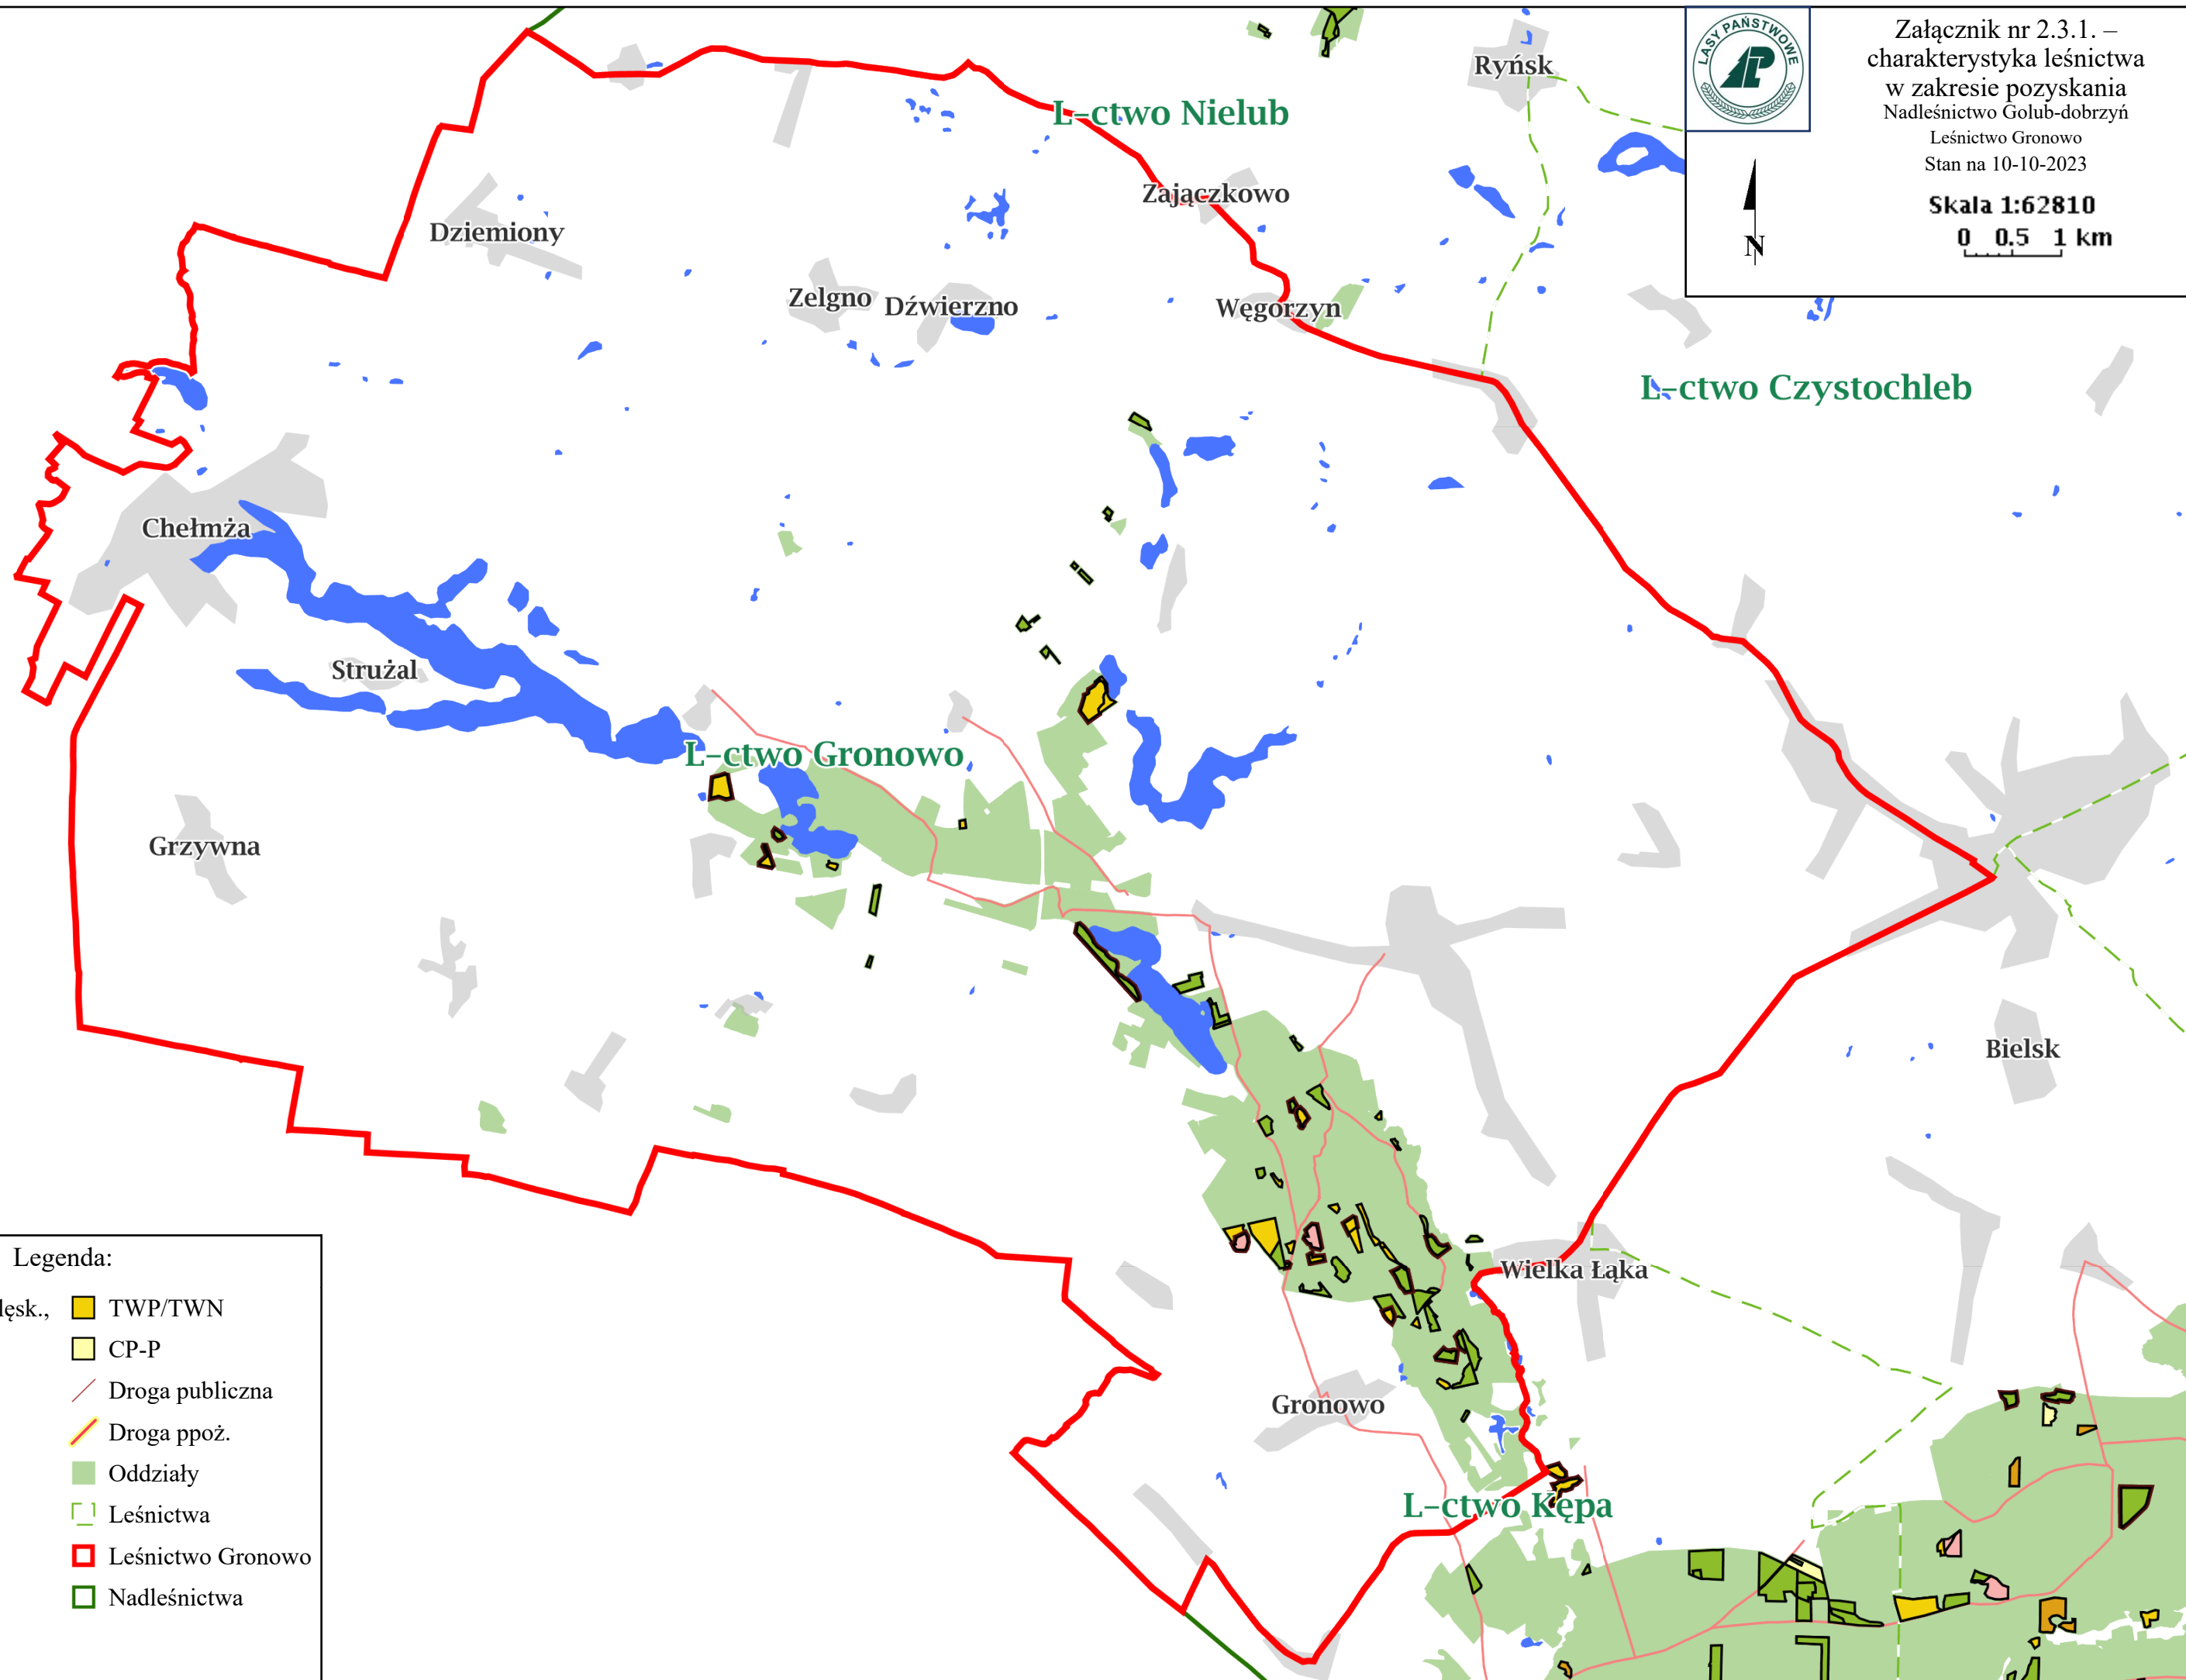 LASY PAŃSTWOWE
Załącznik nr 2.3.1. –
charakterystyka leśnictwa
w zakresie pozyskania
Nadleśnictwo Golub-dobrzyń
Leśnictwo Gronowo
Stan na 10-10-2023
Skala 1:62810
0 0.5 1 km
N
Ryńsk
L-ctwo Nielub
Zajączkowo
Dziemiony
Zelgno
Dźwierzno
Węgorzyn
L-ctwo Czystochleb
Chełmża
Strużal
L-ctwo Gronowo
Grzywna
Bielsk
Wielka Łąka
Gronowo
L-ctwo Kępa
Legenda:
lęsk.,
TWP/TWN
CP-P
Droga publiczna
Droga ppoż.
Oddziały
Leśnictwa
Leśnictwo Gronowo
Nadleśnictwa